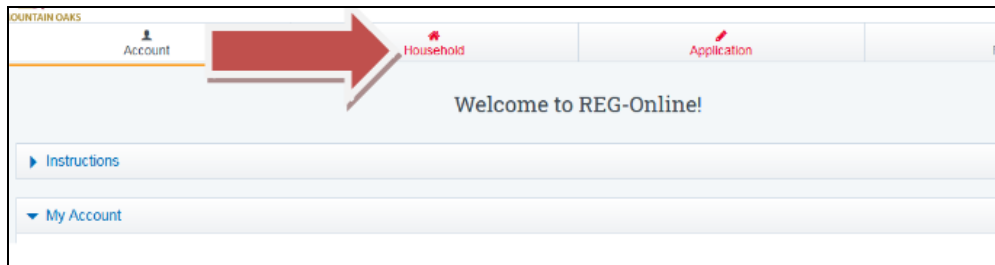 OUNTAIN OAKS
Account Household Application
Welcome to REG-Online!
Instructions
My Account